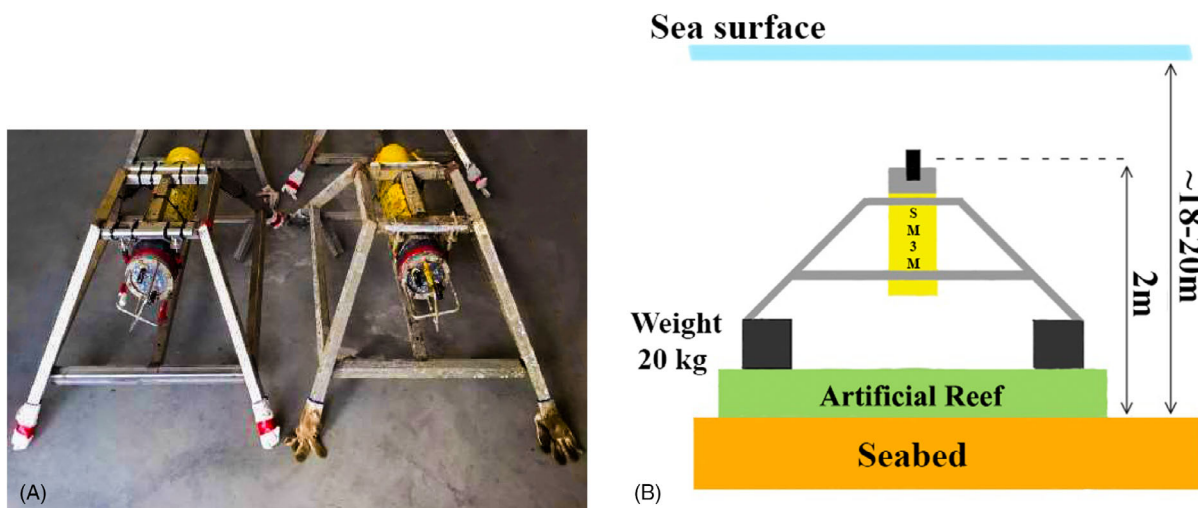 Sea surface
S
M
3
M
~18-20m
2m
Weight
20 kg
Artificial Reef
Seabed
(A)
(B)